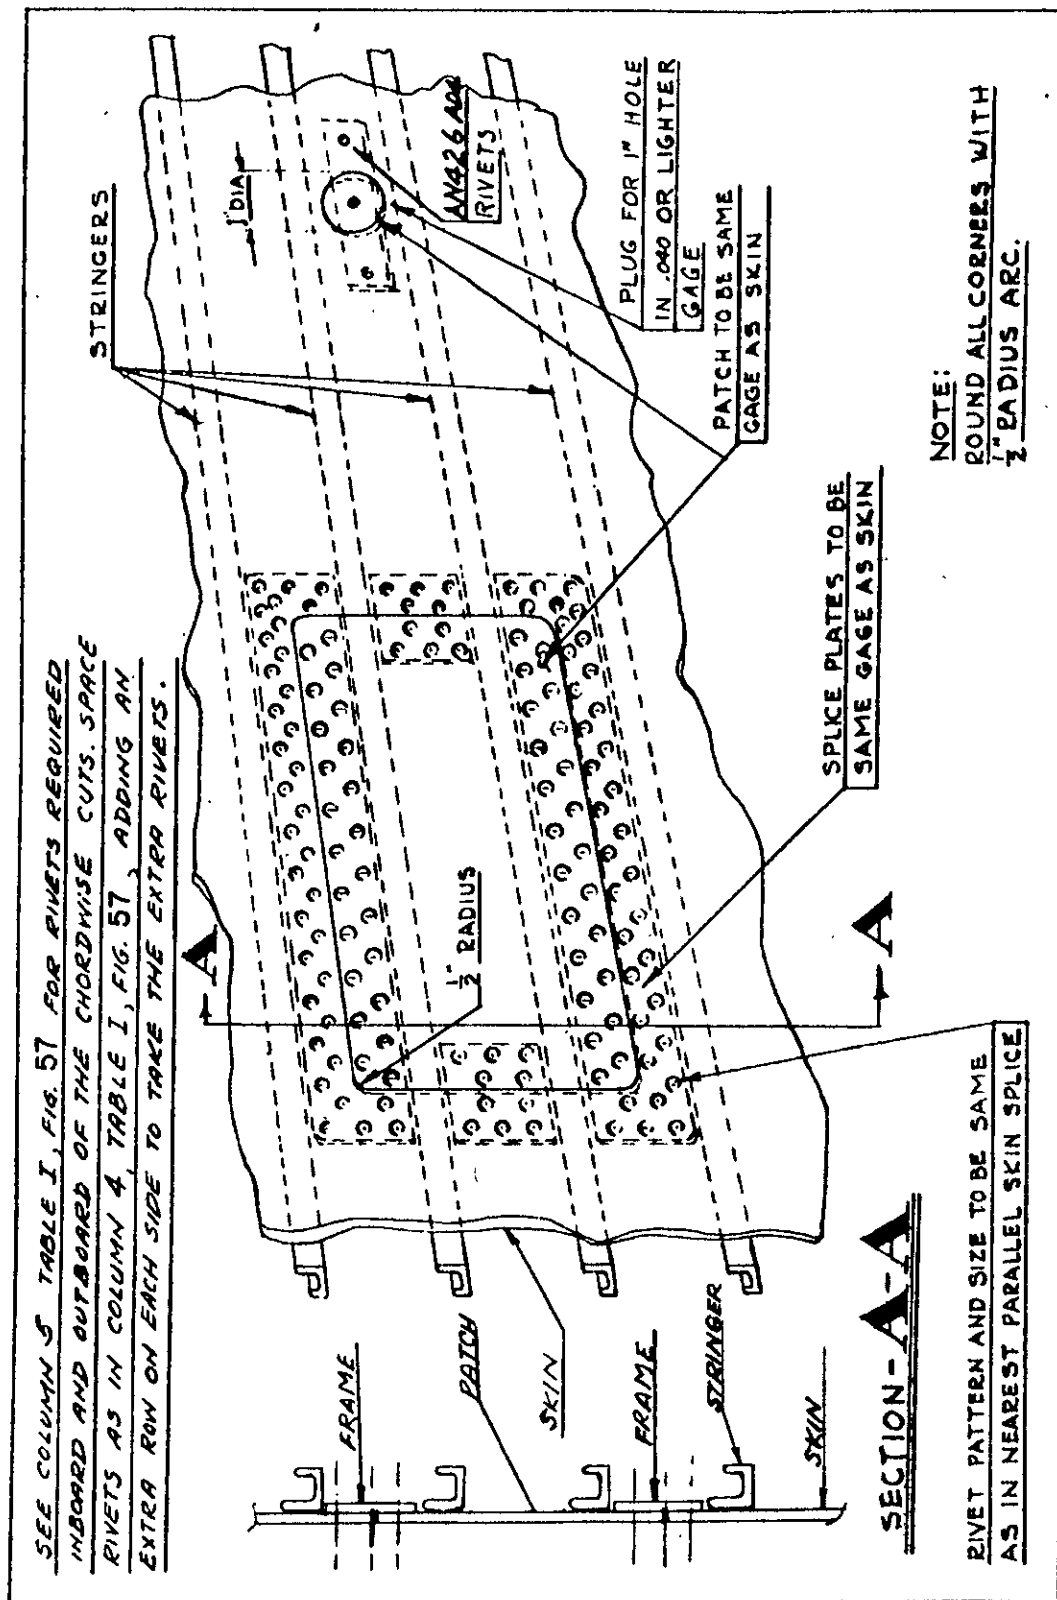 SEE COLUMN 5 TABLE I, FIG. 57 FOR RIVETS REQUIRED
INBOARD AND OUTBOARD OF THE CHORDWISE CUTS. SPACE
RIVETS AS IN COLUMN 4, TABLE I, FIG. 57, ADDING AN
EXTRA ROW ON EACH SIDE TO TAKE THE EXTRA RIVETS.
STRINGERS
1" DIA
AN426 AD4
RIVETS
PLUG FOR 1" HOLE
IN .040 OR LIGHTER
GAGE
PATCH TO BE SAME
GAGE AS SKIN
A
1/2" RADIUS
SPLICE PLATES TO BE
SAME GAGE AS SKIN
A
NOTE:
ROUND ALL CORNERS WITH
1/2" RADIUS ARC.
FRAME
PATCH
SKIN
FRAME
STRINGER
SKIN
SECTION-A-A
RIVET PATTERN AND SIZE TO BE SAME
AS IN NEAREST PARALLEL SKIN SPLICE